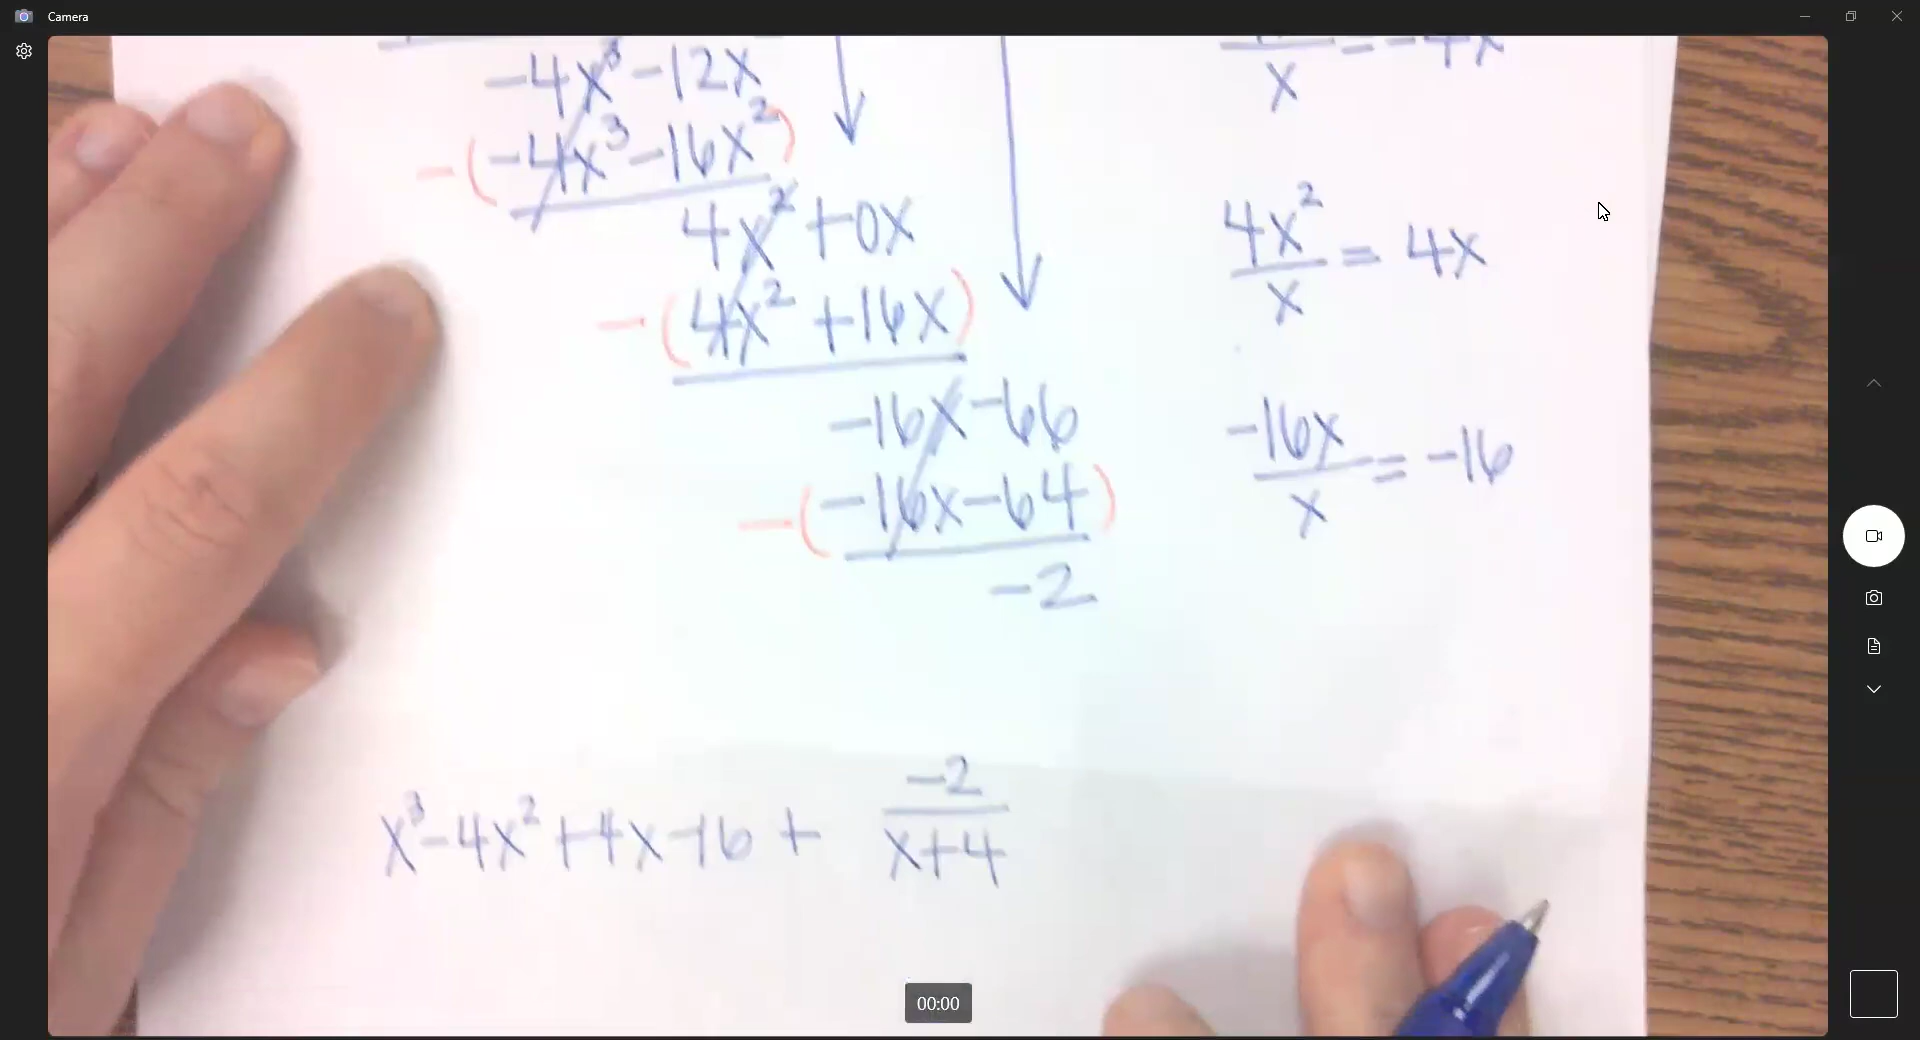 Camera
-4x³-12x
-(-4x³-16x²)
4x²+0x
-(4x²+16x)
-16x-66
-(-16x-64)
-2
x³-4x²+4x-16+ -2/x+4
x = -4x
4x²/x = 4x
-16x/x = -16
00:00